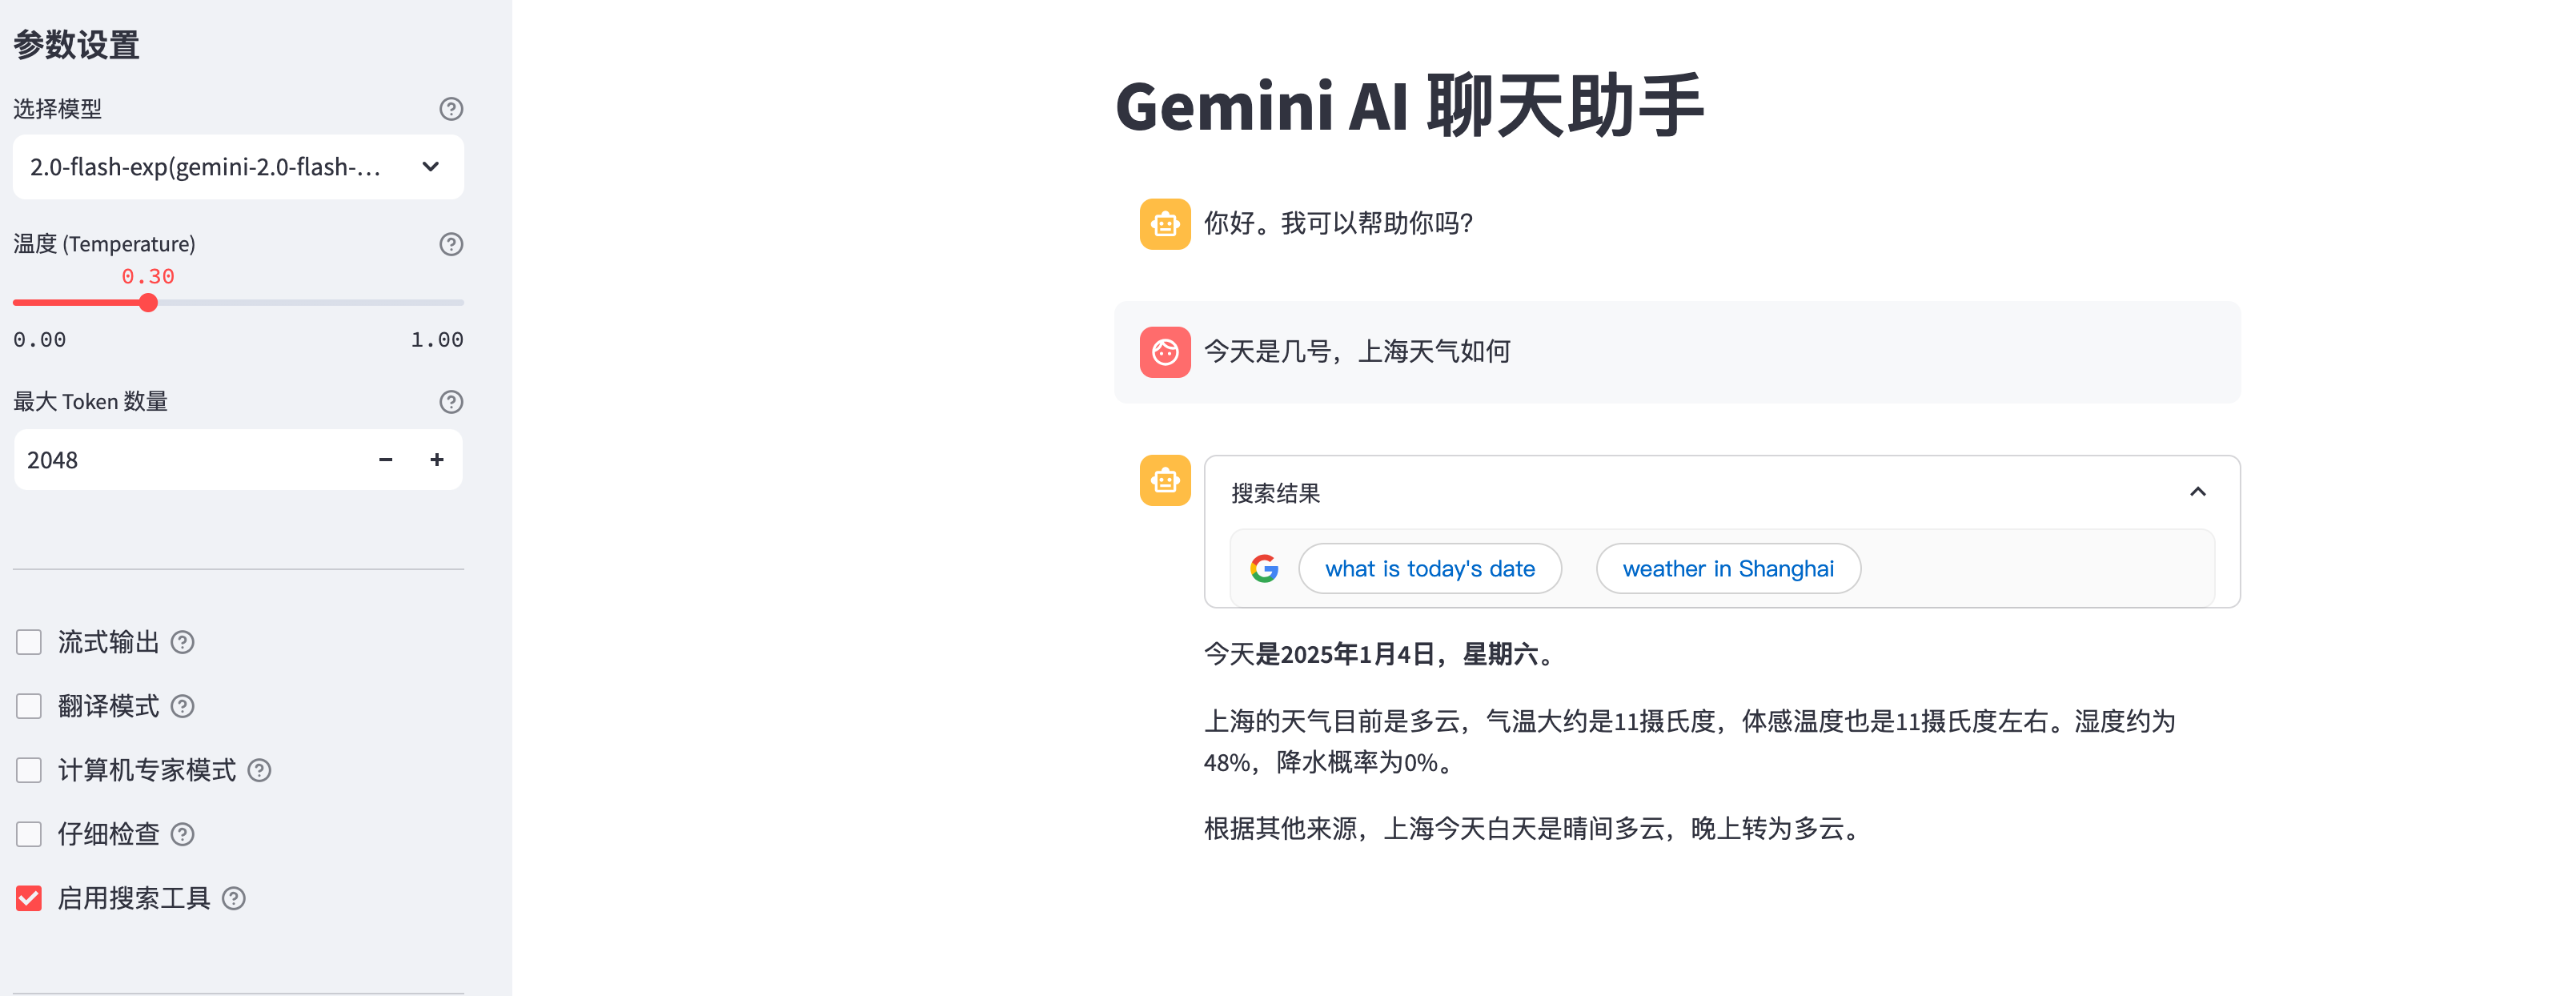 参数设置
选择模型
2.0-flash-exp(gemini-2.0-flash-...
温度 (Temperature)
0.30
0.00 1.00
最大 Token 数量
2048
流式输出
翻译模式
计算机专家模式
仔细检查
启用搜索工具
Gemini AI 聊天助手
你好。我可以帮助你吗?
今天是几号，上海天气如何
搜索结果
what is today's date weather in Shanghai
今天是2025年1月4日，星期六。
上海的天气目前是多云，气温大约是11摄氏度，体感温度也是11摄氏度左右。湿度约为
48%，降水概率为0%。
根据其他来源，上海今天白天是晴间多云，晚上转为多云。